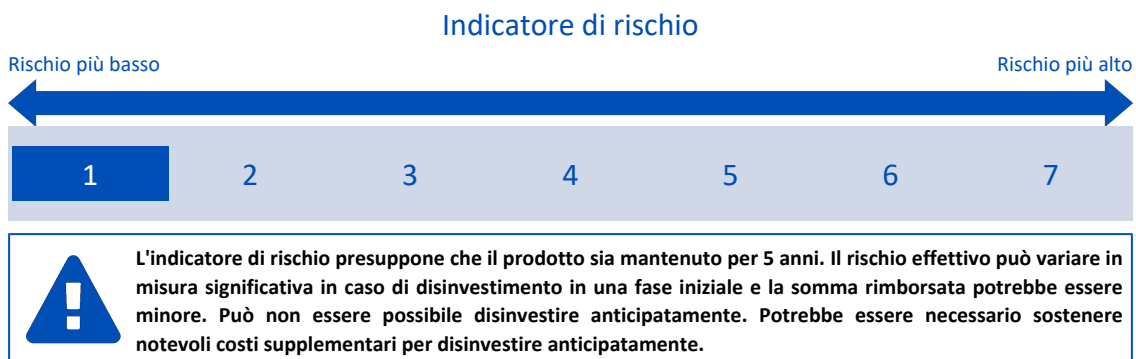 Indicatore di rischio
Rischio più basso
Rischio più alto
1 2 3 4 5 6 7
L'indicatore di rischio presuppone che il prodotto sia mantenuto per 5 anni. Il rischio effettivo può variare in
misura significativa in caso di disinvestimento in una fase iniziale e la somma rimborsata potrebbe essere
minore. Può non essere possibile disinvestire anticipatamente. Potrebbe essere necessario sostenere
notevoli costi supplementari per disinvestire anticipatamente.